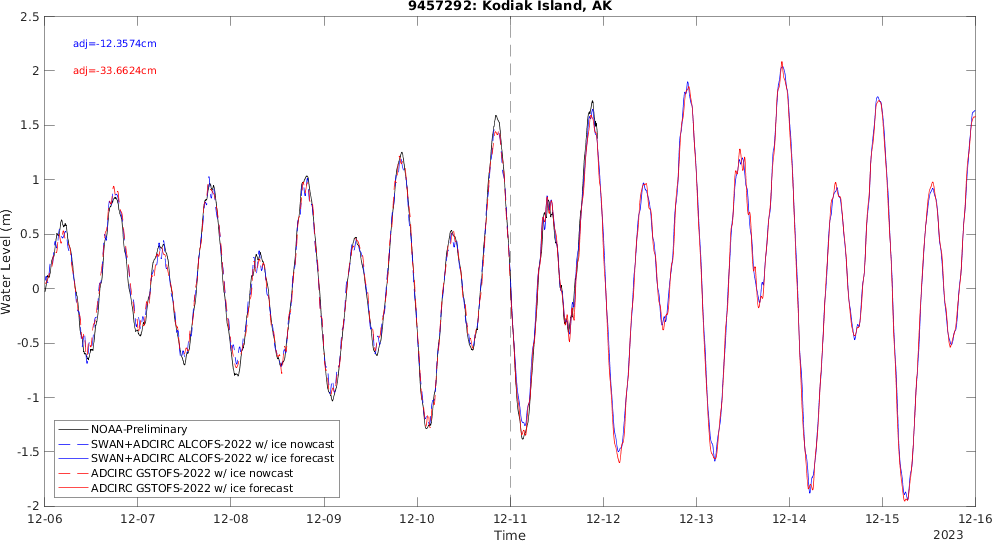 9457292: Kodiak Island, AK
2.5
adj=-12.3574cm
2
adj=-33.6624cm
1.5
1
0.5
0
-0.5
-1
-1.5
-2
Water Level (m)
NOAA-Preliminary
SWAN+ADCIRC ALCOFS-2022 w/ ice nowcast
SWAN+ADCIRC ALCOFS-2022 w/ ice forecast
ADCIRC GSTOFS-2022 w/ ice nowcast
ADCIRC GSTOFS-2022 w/ ice forecast
12-06 12-07 12-08 12-09 12-10 12-11 12-12 12-13 12-14 12-15 12-16
Time
2023